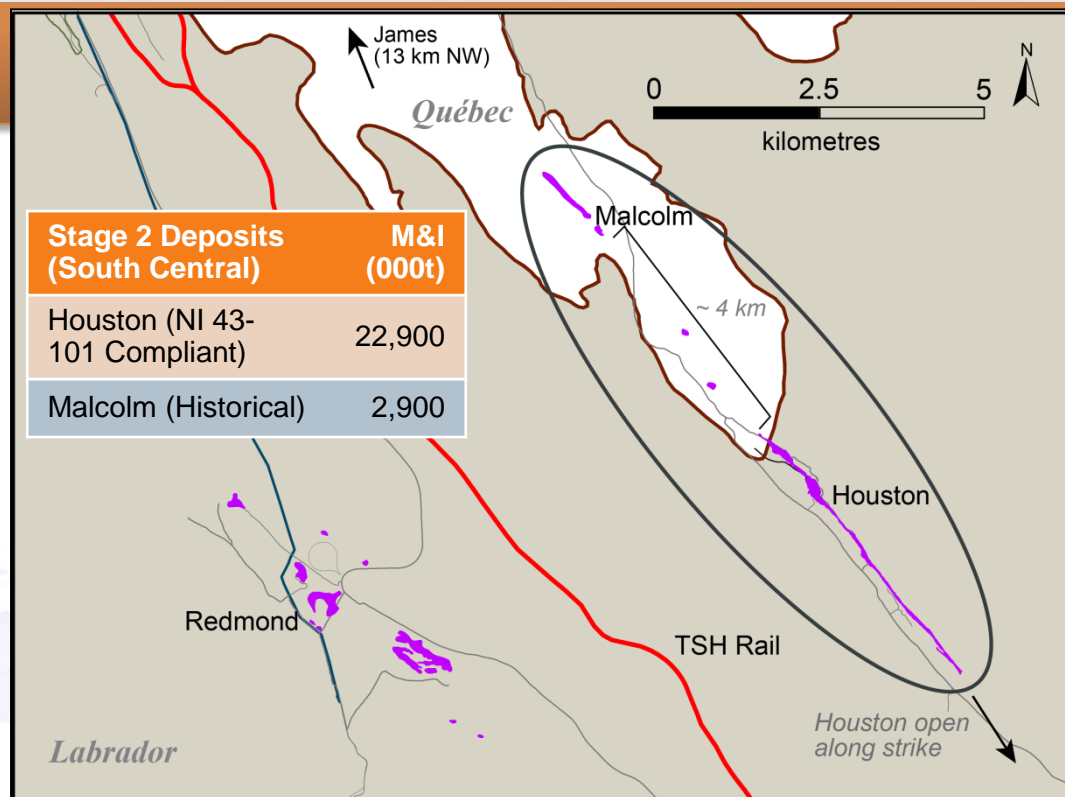 James
(13 km NW)
Québec
N
0 2.5 5
kilometres
Malcolm
~ 4 km
Stage 2 Deposits M&I
(South Central) (000t)
Houston (NI 43-
101 Compliant) 22,900
Malcolm (Historical) 2,900
Houston
Redmond
TSH Rail
Houston open
along strike
Labrador